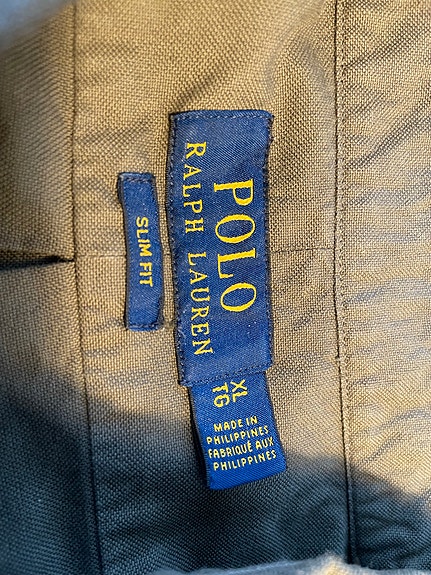 POLO
RALPH LAUREN
SLIM FIT
XL
TG
MADE IN
PHILIPPINES
FABRIQUÉ AUX
PHILIPPINES